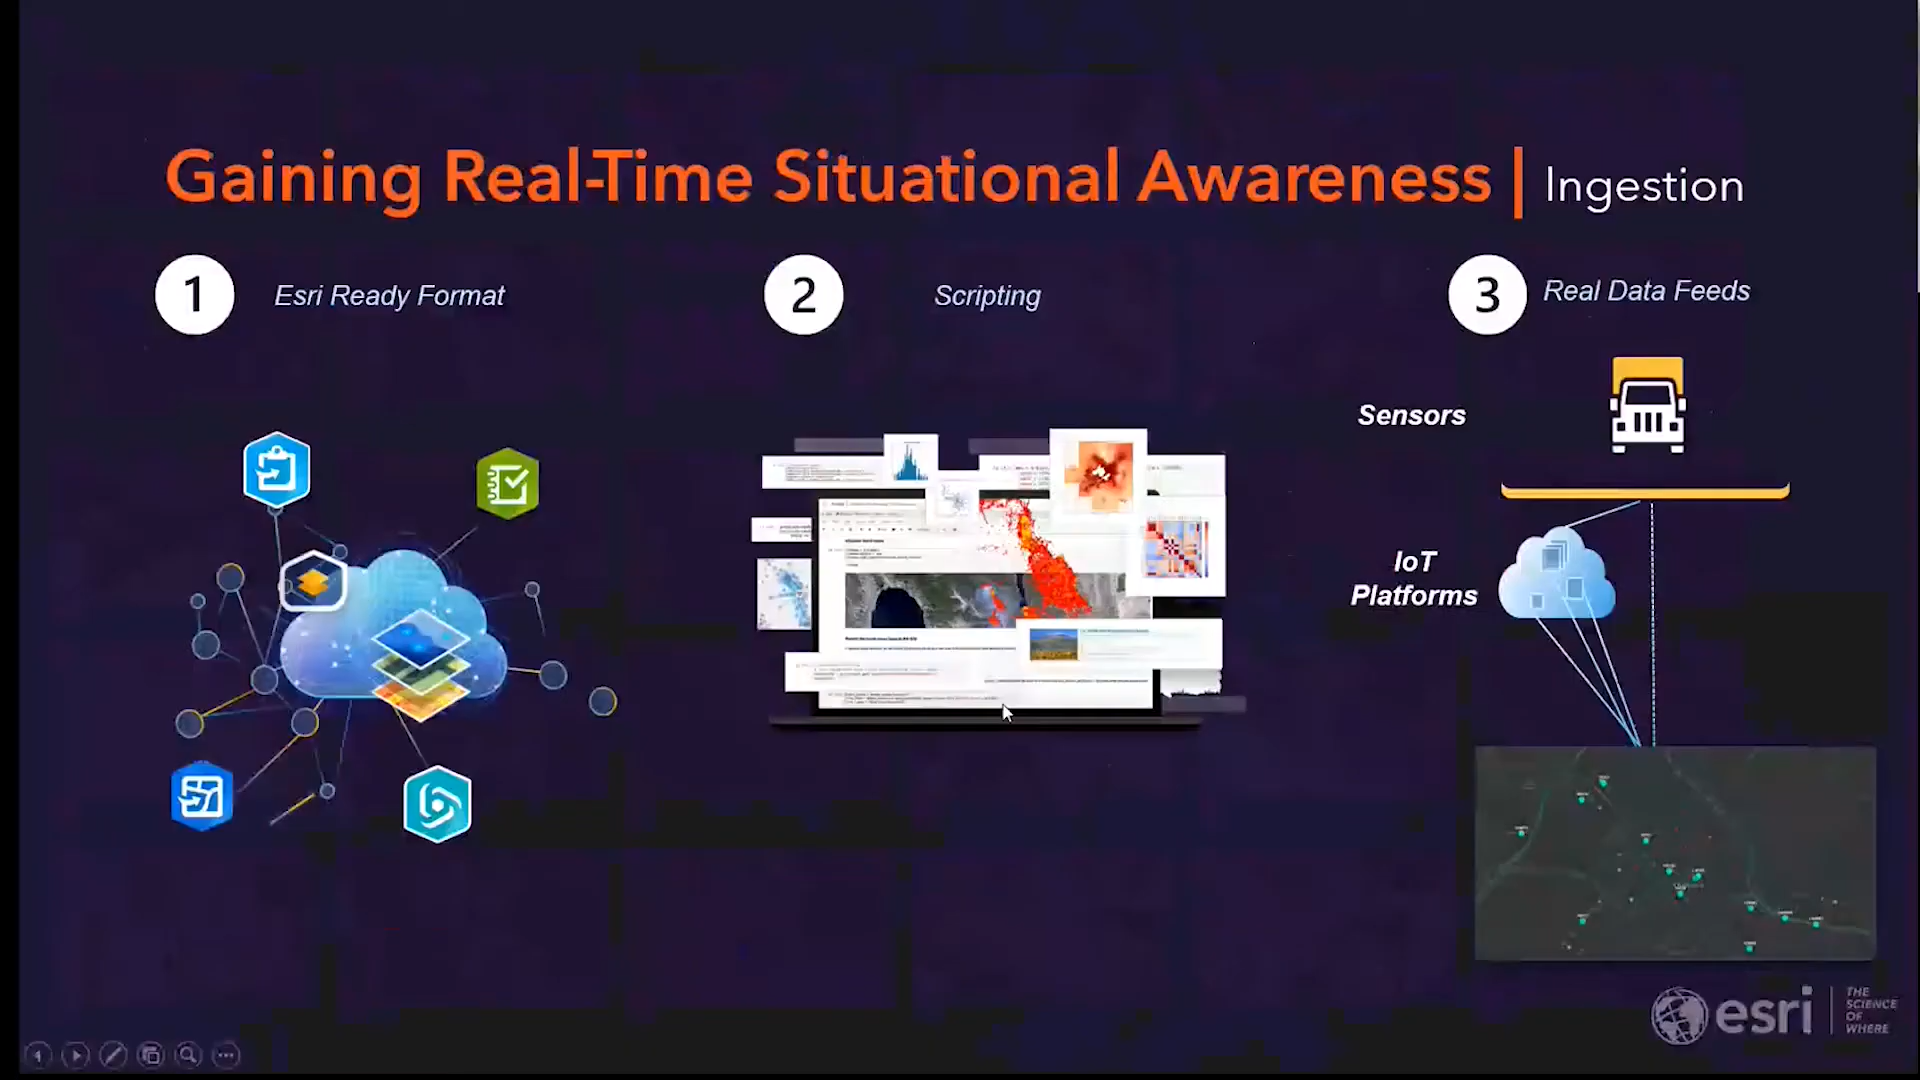 Gaining Real-Time Situational Awareness | Ingestion
1 Esri Ready Format
2 Scripting
3 Real Data Feeds
Sensors
IoT
Platforms
esri
THE
SCIENCE
OF
WHERE